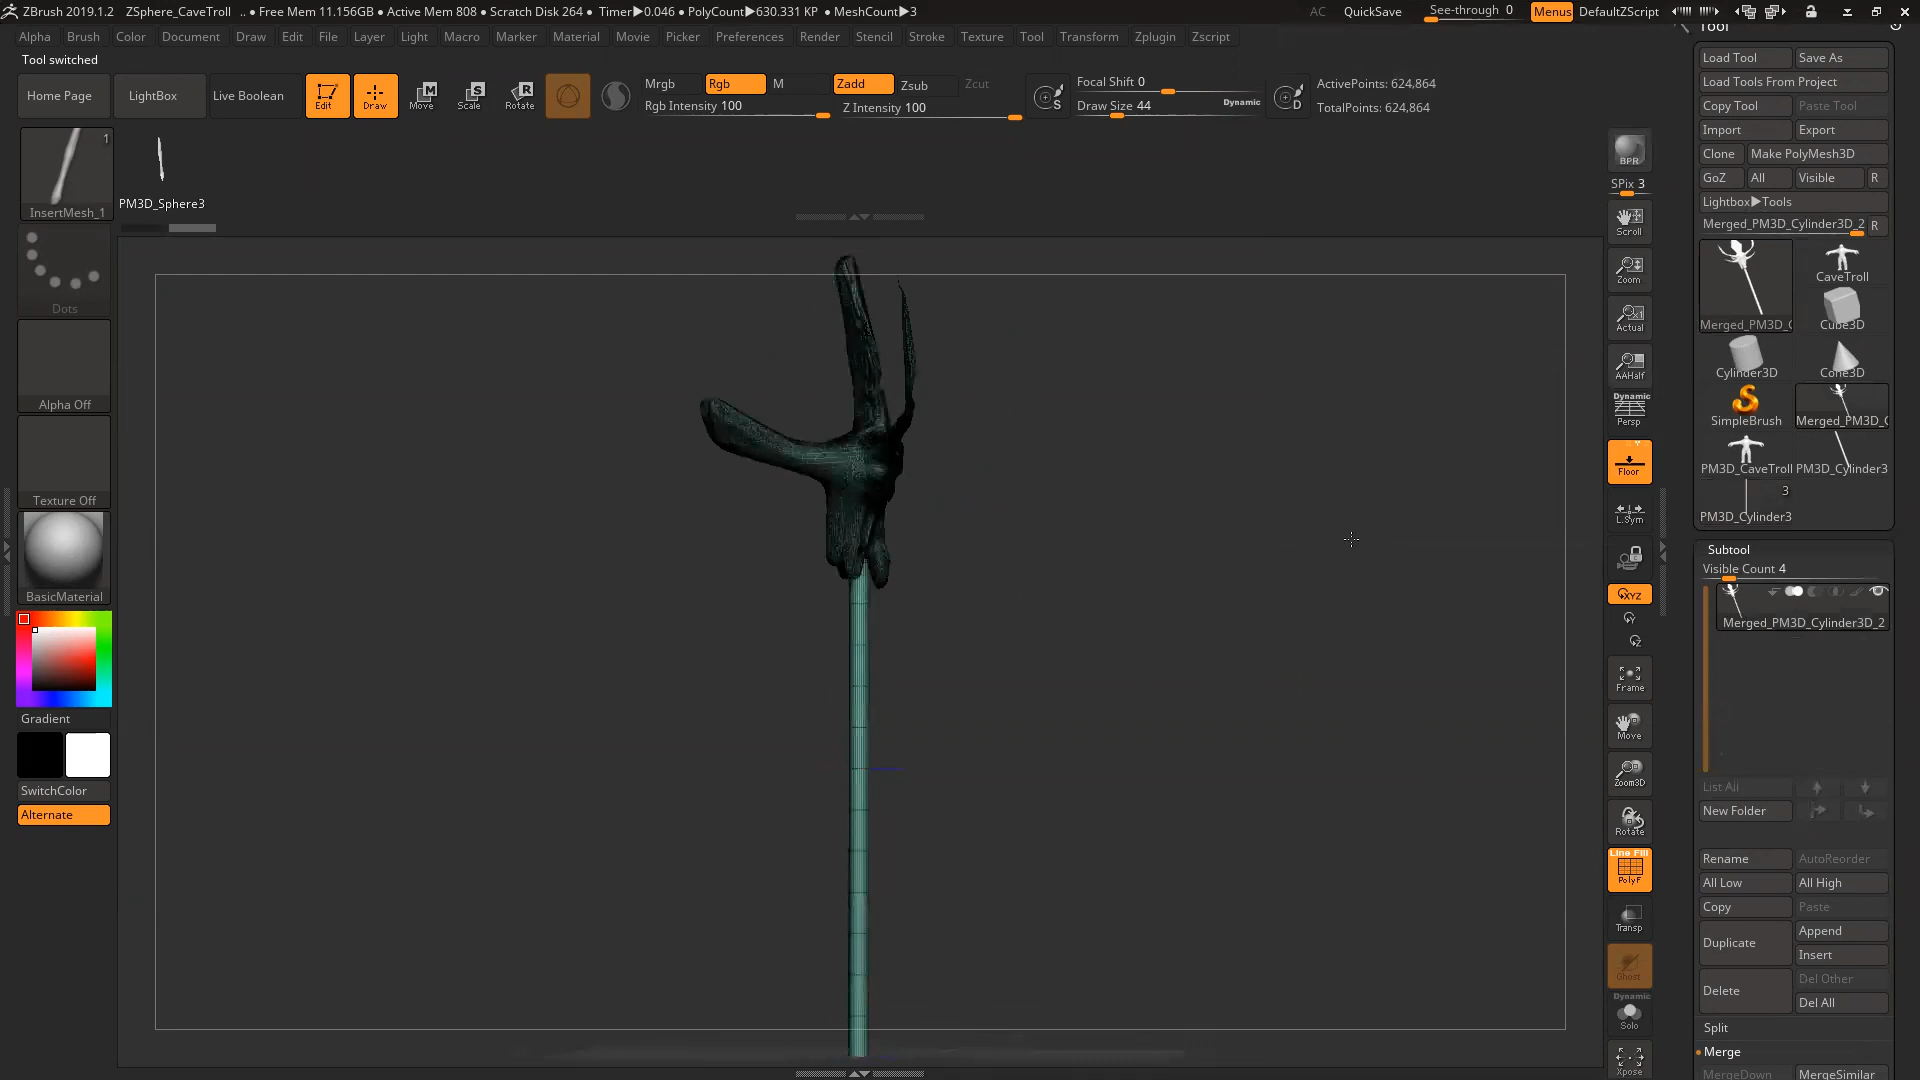 ZBrush 2019.1.2 ZSphere_CaveTroll .. • Free Mem 11.156GB • Active Mem 808 • Scratch Disk 264 • Timer▶0.046 • PolyCount▶630.331 KP • MeshCount▶3 AC QuickSave See-through 0 Menus DefaultZScript
Alpha Brush Color Document Draw Edit File Layer Light Macro Marker Material Movie Picker Preferences Render Stencil Stroke Texture Tool Transform Zplugin Zscript
Tool switched
Home Page LightBox Live Boolean Edit Draw Move Scale Rotate
Mrgb Rgb M Zadd Zsub Zcut
Rgb Intensity 100 Z Intensity 100
S Focal Shift 0
Draw Size 44 Dynamic D
ActivePoints: 624,864
TotalPoints: 624,864
1
InsertMesh_1
PM3D_Sphere3
Dots
Alpha Off
Texture Off
BasicMaterial
Gradient
SwitchColor
Alternate
BPR
SPix 3
Scroll
Zoom
Actual
AAHalf
Dynamic
Persp
Floor
L.Sym
XYZ
Y
Z
Frame
Move
Zoom3D
Rotate
Line Fill
PolyF
Transp
Ghost
Dynamic
Solo
Xpose
Tool
Load Tool Save As
Load Tools From Project
Copy Tool Paste Tool
Import Export
Clone Make PolyMesh3D
GoZ All Visible R
Lightbox▶Tools
Merged_PM3D_Cylinder3D_2 R
Merged_PM3D_C CaveTroll
Cube3D
Cylinder3D Cone3D
SimpleBrush Merged_PM3D_C
PM3D_CaveTroll PM3D_Cylinder3
3
PM3D_Cylinder3
Subtool
Visible Count 4
Merged_PM3D_Cylinder3D_2
List All
New Folder
Rename AutoReorder
All Low All High
Copy Paste
Duplicate Append
Insert
Delete Del Other
Del All
Split
Merge
MergeDown MergeSimilar